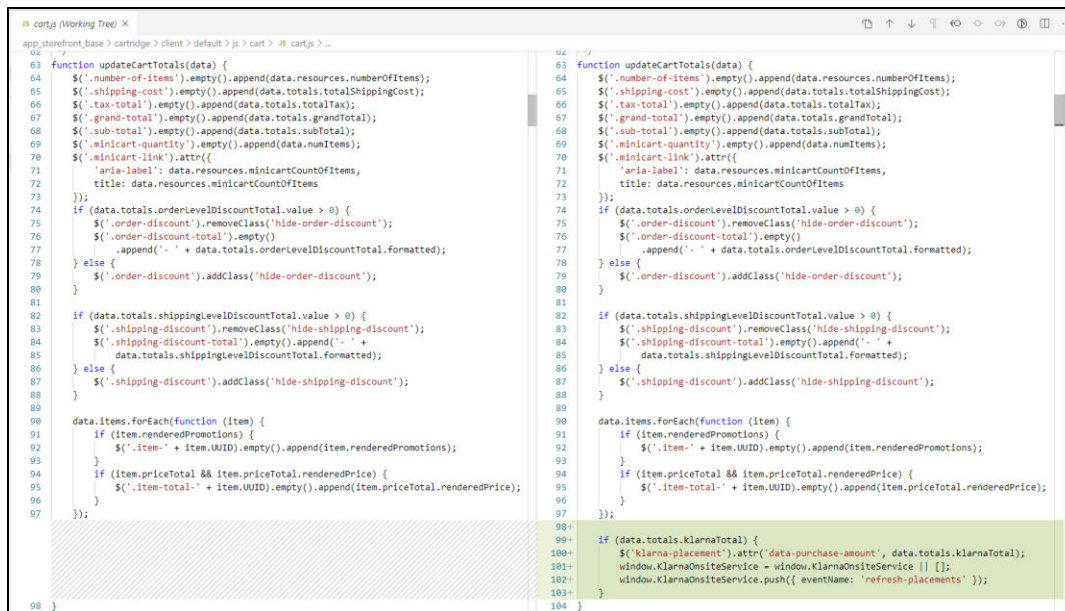 JS cart.js (Working Tree) ×
app_storefront_base > cartridge > client > default > js > cart > JS cart.js > ...
62 */
63 function updateCartTotals(data) {
64 $('.number-of-items').empty().append(data.resources.numberOfItems);
65 $('.shipping-cost').empty().append(data.totals.totalShippingCost);
66 $('.tax-total').empty().append(data.totals.totalTax);
67 $('.grand-total').empty().append(data.totals.grandTotal);
68 $('.sub-total').empty().append(data.totals.subTotal);
69 $('.minicart-quantity').empty().append(data.numItems);
70 $('.minicart-link').attr({
71 'aria-label': data.resources.minicartCountOfItems,
72 title: data.resources.minicartCountOfItems
73 });
74 if (data.totals.orderLevelDiscountTotal.value > 0) {
75 $('.order-discount').removeClass('hide-order-discount');
76 $('.order-discount-total').empty()
77 .append('- ' + data.totals.orderLevelDiscountTotal.formatted);
78 } else {
79 $('.order-discount').addClass('hide-order-discount');
80 }
81
82 if (data.totals.shippingLevelDiscountTotal.value > 0) {
83 $('.shipping-discount').removeClass('hide-shipping-discount');
84 $('.shipping-discount-total').empty().append('- ' +
85 data.totals.shippingLevelDiscountTotal.formatted);
86 } else {
87 $('.shipping-discount').addClass('hide-shipping-discount');
88 }
89
90 data.items.forEach(function (item) {
91 if (item.renderedPromotions) {
92 $('.item-' + item.UUID).empty().append(item.renderedPromotions);
93 }
94 if (item.priceTotal && item.priceTotal.renderedPrice) {
95 $('.item-total-' + item.UUID).empty().append(item.priceTotal.renderedPrice);
96 }
97 });
98 }
62 */
63 function updateCartTotals(data) {
64 $('.number-of-items').empty().append(data.resources.numberOfItems);
65 $('.shipping-cost').empty().append(data.totals.totalShippingCost);
66 $('.tax-total').empty().append(data.totals.totalTax);
67 $('.grand-total').empty().append(data.totals.grandTotal);
68 $('.sub-total').empty().append(data.totals.subTotal);
69 $('.minicart-quantity').empty().append(data.numItems);
70 $('.minicart-link').attr({
71 'aria-label': data.resources.minicartCountOfItems,
72 title: data.resources.minicartCountOfItems
73 });
74 if (data.totals.orderLevelDiscountTotal.value > 0) {
75 $('.order-discount').removeClass('hide-order-discount');
76 $('.order-discount-total').empty()
77 .append('- ' + data.totals.orderLevelDiscountTotal.formatted);
78 } else {
79 $('.order-discount').addClass('hide-order-discount');
80 }
81
82 if (data.totals.shippingLevelDiscountTotal.value > 0) {
83 $('.shipping-discount').removeClass('hide-shipping-discount');
84 $('.shipping-discount-total').empty().append('- ' +
85 data.totals.shippingLevelDiscountTotal.formatted);
86 } else {
87 $('.shipping-discount').addClass('hide-shipping-discount');
88 }
89
90 data.items.forEach(function (item) {
91 if (item.renderedPromotions) {
92 $('.item-' + item.UUID).empty().append(item.renderedPromotions);
93 }
94 if (item.priceTotal && item.priceTotal.renderedPrice) {
95 $('.item-total-' + item.UUID).empty().append(item.priceTotal.renderedPrice);
96 }
97 });
98+
99+ if (data.totals.klarnaTotal) {
100+ $('klarna-placement').attr('data-purchase-amount', data.totals.klarnaTotal);
101+ window.KlarnaOnsiteService = window.KlarnaOnsiteService || [];
102+ window.KlarnaOnsiteService.push({ eventName: 'refresh-placements' });
103+ }
104 }